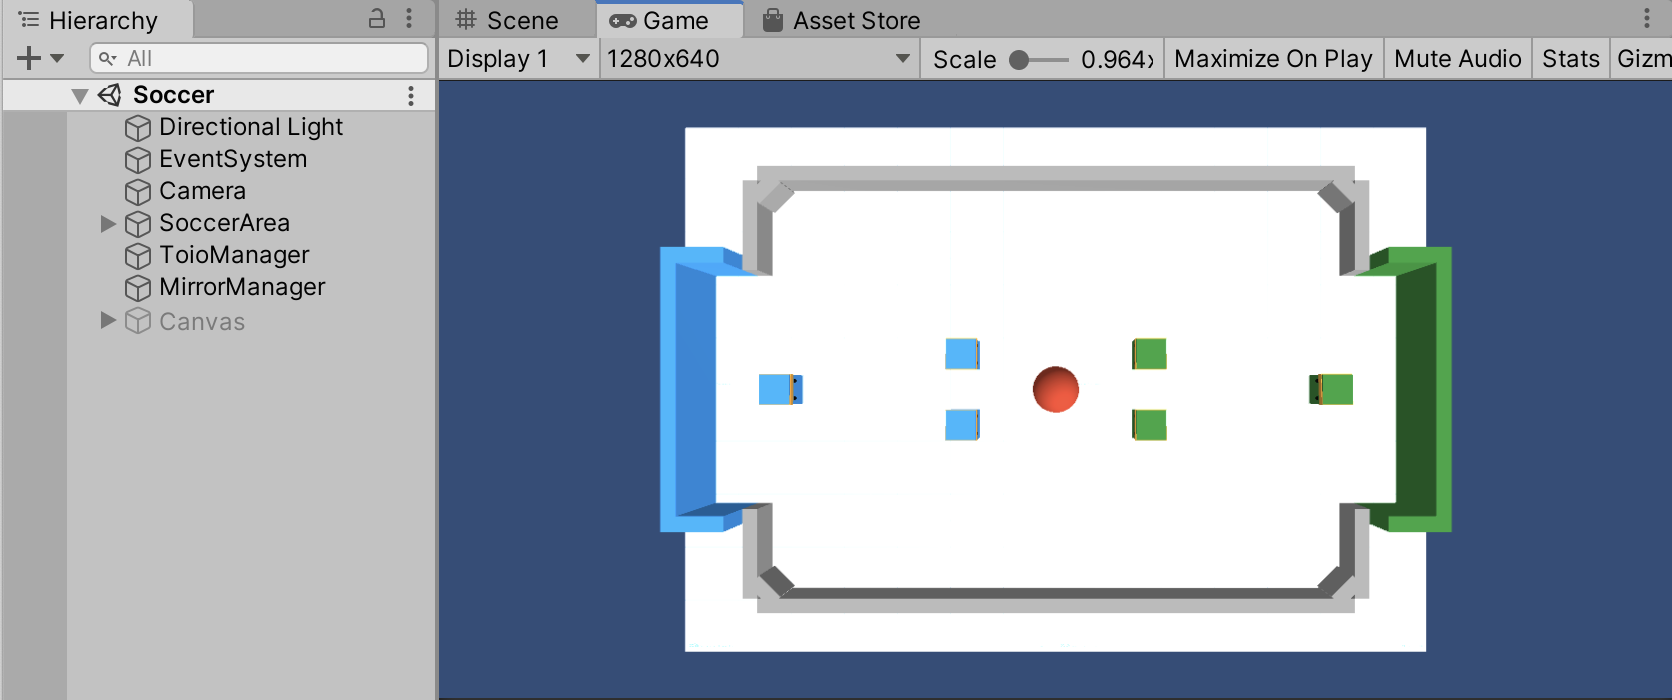 Hierarchy
All
Soccer
Directional Light
EventSystem
Camera
SoccerArea
ToioManager
MirrorManager
Canvas
Scene Game Asset Store
Display 1 1280x640 Scale 0.964x Maximize On Play Mute Audio Stats Gizm